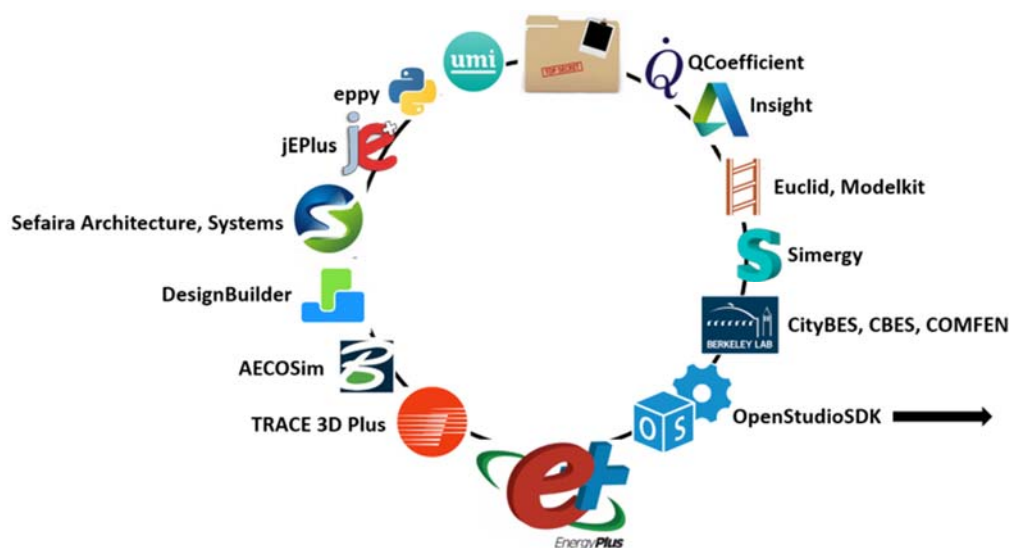 umi
TOP SECRET
Q̇
QCoefficient
eppy
Insight
jEPlus
je+
Euclid, Modelkit
Sefaira Architecture, Systems
S
Simergy
DesignBuilder
BERKELEY LAB
CityBES, CBES, COMFEN
AECOSim
B
TRACE 3D Plus
OS
OpenStudioSDK
e+
EnergyPlus